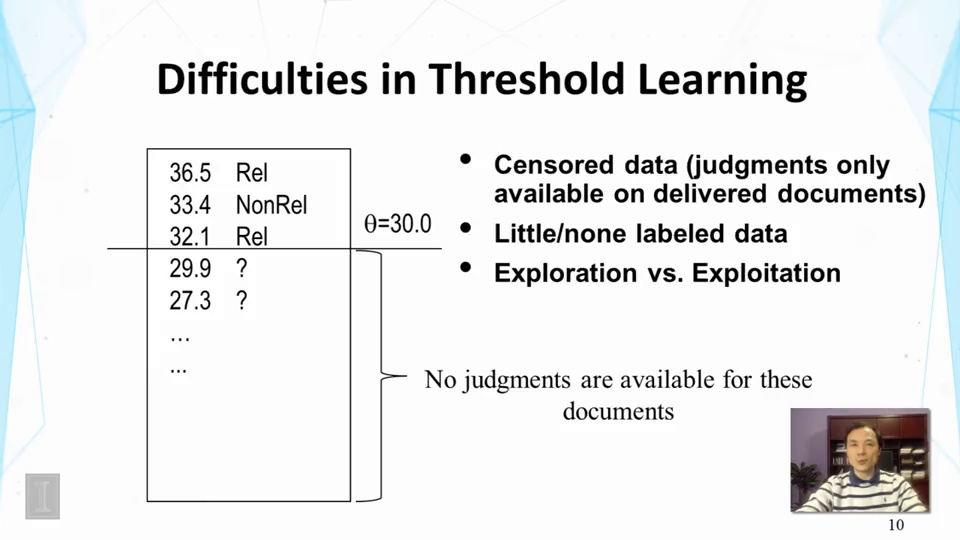 Difficulties in Threshold Learning
36.5 Rel
33.4 NonRel
32.1 Rel
θ=30.0
29.9 ?
27.3 ?
…
...
• Censored data (judgments only
available on delivered documents)
• Little/none labeled data
• Exploration vs. Exploitation
No judgments are available for these
documents
I
10